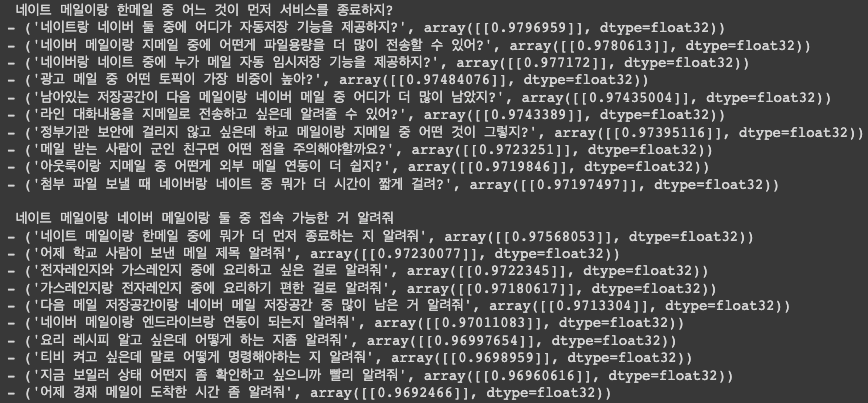 네이트 메일이랑 한메일 중 어느 것이 먼저 서비스를 종료하지?
- ('네이트랑 네이버 둘 중에 어디가 자동저장 기능을 제공하지?', array([[0.9796959]], dtype=float32))
- ('네이버 메일이랑 지메일 중에 어떤게 파일용량을 더 많이 전송할 수 있어?', array([[0.9780613]], dtype=float32))
- ('네이버랑 네이트 중에 누가 메일 자동 임시저장 기능을 제공하지?', array([[0.977172]], dtype=float32))
- ('광고 메일 중 어떤 토픽이 가장 비중이 높아?', array([[0.97484076]], dtype=float32))
- ('남아있는 저장공간이 다음 메일이랑 네이버 메일 중 어디가 더 많이 남았지?', array([[0.97435004]], dtype=float32))
- ('라인 대화내용을 지메일로 전송하고 싶은데 알려줄 수 있어?', array([[0.9743389]], dtype=float32))
- ('정부기관 보안에 걸리지 않고 싶은데 하교 메일이랑 지메일 중 어떤 것이 그렇지?', array([[0.97395116]], dtype=float32))
- ('메일 받는 사람이 군인 친구면 어떤 점을 주의해야할까요?', array([[0.9723251]], dtype=float32))
- ('아웃룩이랑 지메일 중 어떤게 외부 메일 연동이 더 쉽지?', array([[0.9719846]], dtype=float32))
- ('첨부 파일 보낼 때 네이버랑 네이트 중 뭐가 더 시간이 짧게 걸려?', array([[0.97197497]], dtype=float32))
네이트 메일이랑 네이버 메일이랑 둘 중 접속 가능한 거 알려줘
- ('네이트 메일이랑 한메일 중에 뭐가 더 먼저 종료하는 지 알려줘', array([[0.97568053]], dtype=float32))
- ('어제 학교 사람이 보낸 메일 제목 알려줘', array([[0.97230077]], dtype=float32))
- ('전자레인지와 가스레인지 중에 요리하고 싶은 걸로 알려줘', array([[0.9722345]], dtype=float32))
- ('가스레인지랑 전자레인지 중에 요리하기 편한 걸로 알려줘', array([[0.97180617]], dtype=float32))
- ('다음 메일 저장공간이랑 네이버 메일 저장공간 중 많이 남은 거 알려줘', array([[0.9713304]], dtype=float32))
- ('네이버 메일이랑 엔드라이브랑 연동이 되는지 알려줘', array([[0.97011083]], dtype=float32))
- ('요리 레시피 알고 싶은데 어떻게 하는 지좀 알려줘', array([[0.96997654]], dtype=float32))
- ('티비 켜고 싶은데 말로 어떻게 명령해야하는 지 알려줘', array([[0.9698959]], dtype=float32))
- ('지금 보일러 상태 어떤지 좀 확인하고 싶으니까 빨리 알려줘', array([[0.96960616]], dtype=float32))
- ('어제 경재 메일이 도착한 시간 좀 알려줘', array([[0.9692466]], dtype=float32))